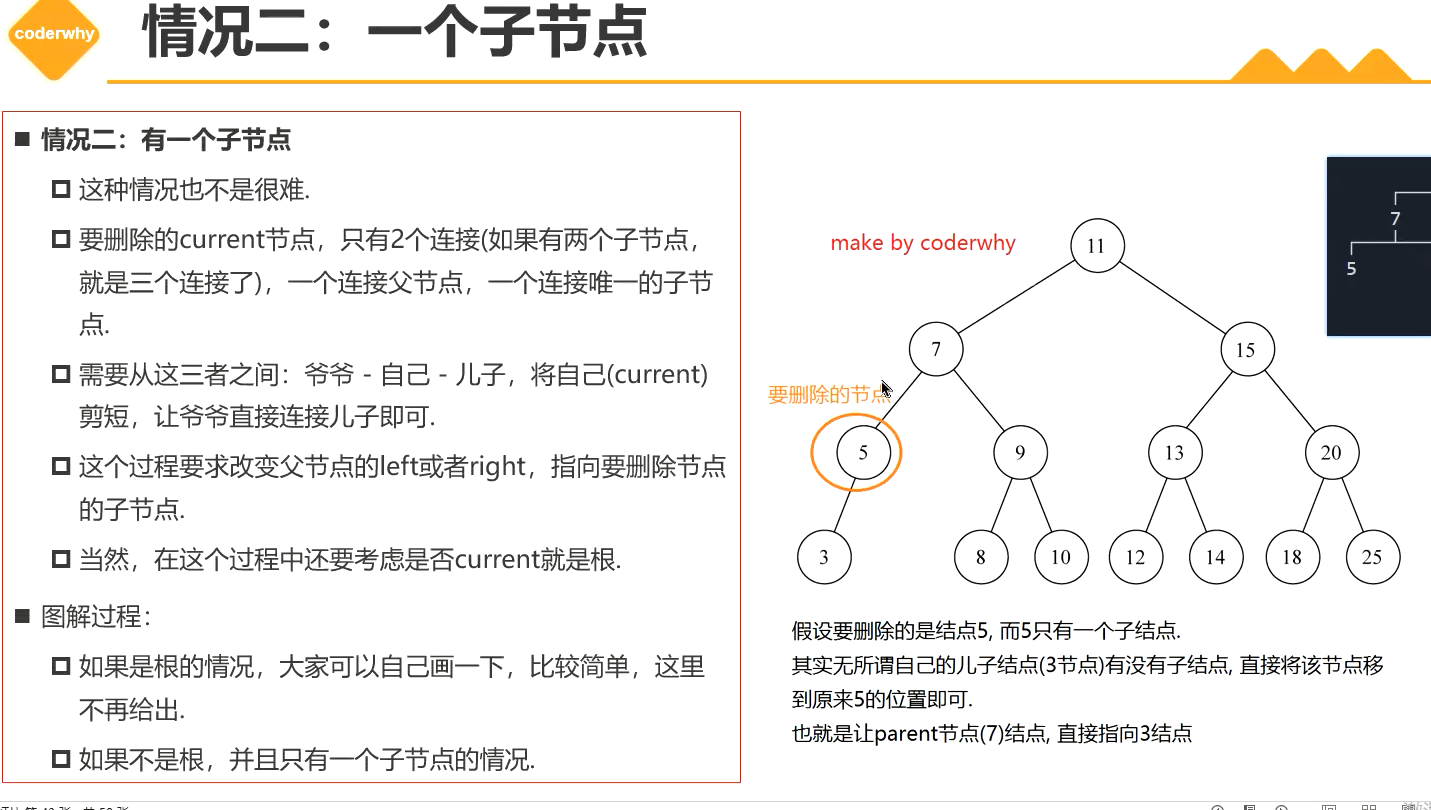 coderwhy
情况二：一个子节点
情况二：有一个子节点
这种情况也不是很难.
要删除的current节点，只有2个连接(如果有两个子节点，
就是三个连接了)，一个连接父节点，一个连接唯一的子节
点.
需要从这三者之间：爷爷 - 自己 - 儿子，将自己(current)
剪短，让爷爷直接连接儿子即可.
这个过程要求改变父节点的left或者right，指向要删除节点
的子节点.
当然，在这个过程中还要考虑是否current就是根.
图解过程：
如果是根的情况，大家可以自己画一下，比较简单，这里
不再给出.
如果不是根，并且只有一个子节点的情况.
make by coderwhy
11
7
15
要删除的节点
5
9
13
20
3
8
10
12
14
18
25
7
5
假设要删除的是结点5, 而5只有一个子结点.
其实无所谓自己的儿子结点(3节点)有没有子结点, 直接将该节点移
到原来5的位置即可.
也就是让parent节点(7)结点, 直接指向3结点